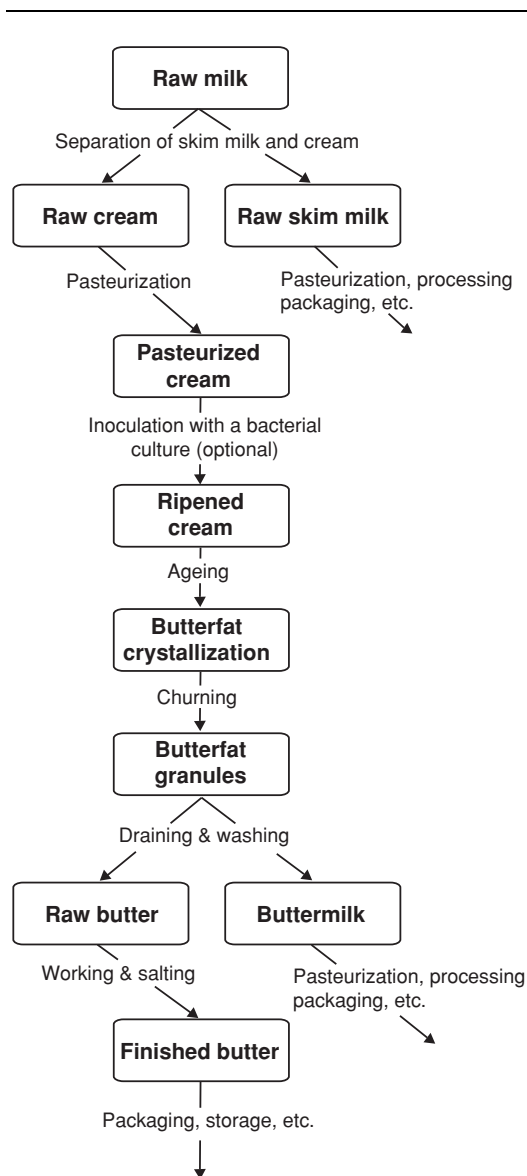 Raw milk
Separation of skim milk and cream
Raw cream
Raw skim milk
Pasteurization
Pasteurization, processing
packaging, etc.
Pasteurized
cream
Inoculation with a bacterial
culture (optional)
Ripened
cream
Ageing
Butterfat
crystallization
Churning
Butterfat
granules
Draining & washing
Raw butter
Buttermilk
Working & salting
Pasteurization, processing
packaging, etc.
Finished butter
Packaging, storage, etc.